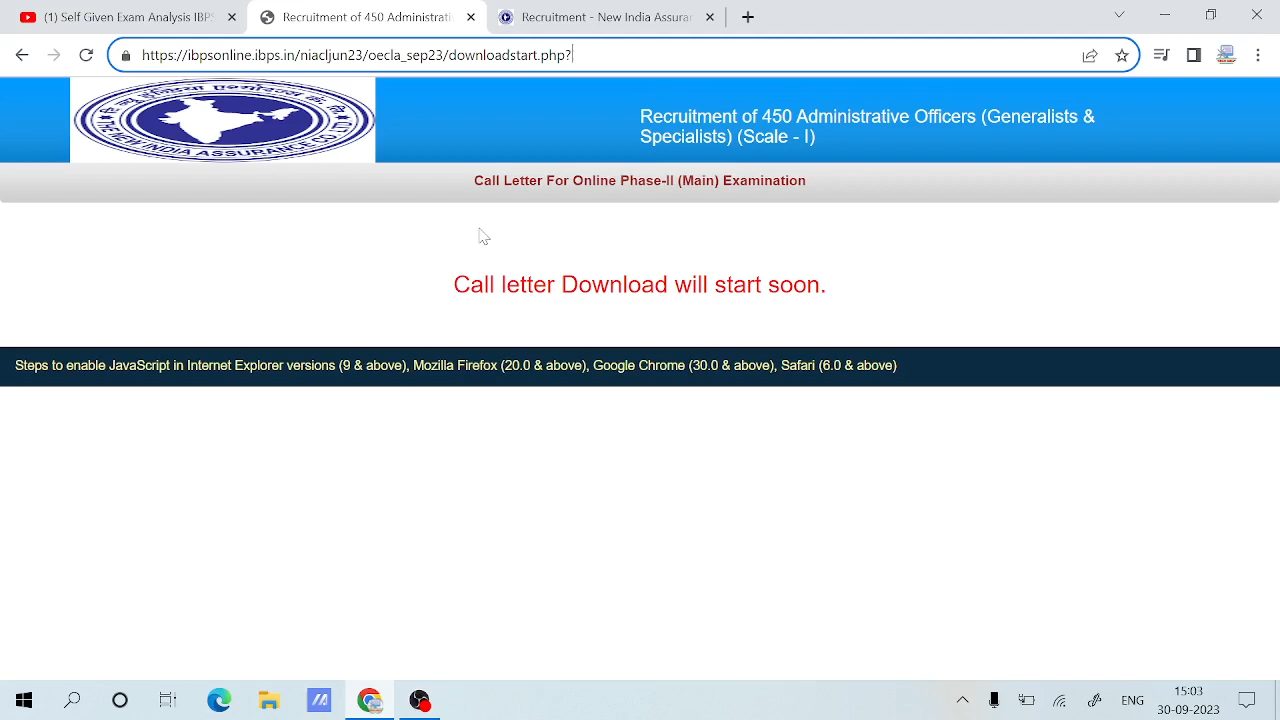 (1) Self Given Exam Analysis IBPS
Recruitment of 450 Administrati
Recruitment - New India Assura
https://ibpsonline.ibps.in/niacljun23/oecla_sep23/downloadstart.php?
INDIA ASSURANCE
Recruitment of 450 Administrative Officers (Generalists &
Specialists) (Scale - I)
Call Letter For Online Phase-II (Main) Examination
Call letter Download will start soon.
Steps to enable JavaScript in Internet Explorer versions (9 & above), Mozilla Firefox (20.0 & above), Google Chrome (30.0 & above), Safari (6.0 & above)
ENG
15:03
30-09-2023